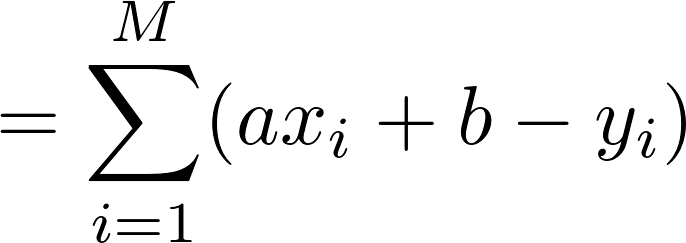 = \sum_{i=1}^{M} (ax_i + b - y_i)